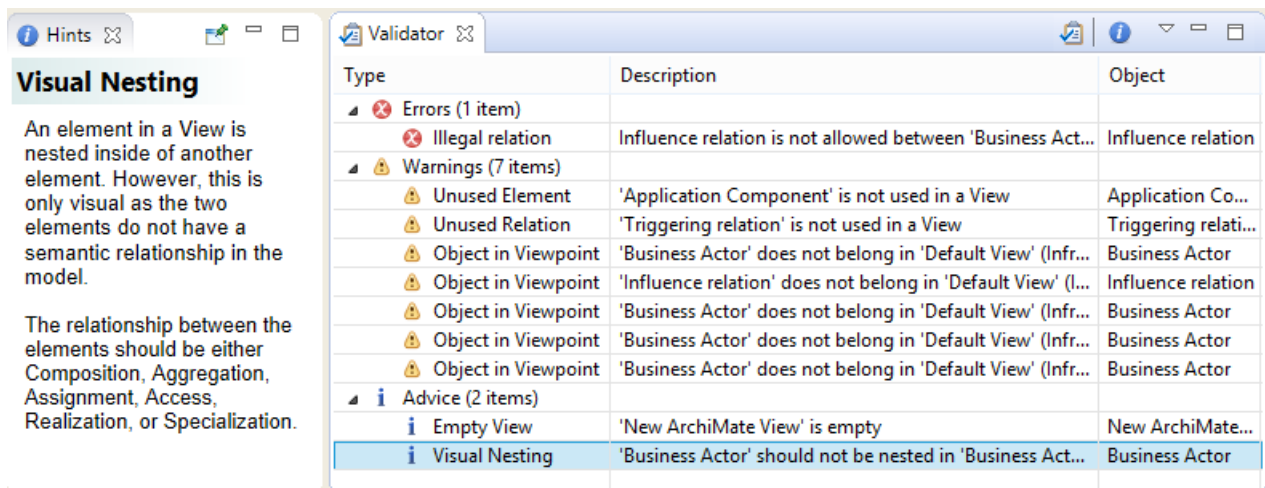 Hints
Visual Nesting
An element in a View is
nested inside of another
element. However, this is
only visual as the two
elements do not have a
semantic relationship in the
model.
The relationship between the
elements should be either
Composition, Aggregation,
Assignment, Access,
Realization, or Specialization.
Validator
Type Description Object
Errors (1 item)
Illegal relation Influence relation is not allowed between 'Business Act... Influence relation
Warnings (7 items)
Unused Element 'Application Component' is not used in a View Application Co...
Unused Relation 'Triggering relation' is not used in a View Triggering relati...
Object in Viewpoint 'Business Actor' does not belong in 'Default View' (Infr... Business Actor
Object in Viewpoint 'Influence relation' does not belong in 'Default View' (I... Influence relation
Object in Viewpoint 'Business Actor' does not belong in 'Default View' (Infr... Business Actor
Object in Viewpoint 'Business Actor' does not belong in 'Default View' (Infr... Business Actor
Object in Viewpoint 'Business Actor' does not belong in 'Default View' (Infr... Business Actor
Advice (2 items)
Empty View 'New ArchiMate View' is empty New ArchiMate...
Visual Nesting 'Business Actor' should not be nested in 'Business Act... Business Actor